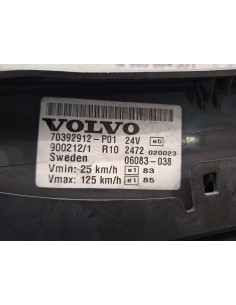 VOLVO
70392912-P01 24V e5
900212/1 R10 2472 020023
Sweden 06083-038
Vmin: 25 km/h e1 83
Vmax: 125 km/h e1 85